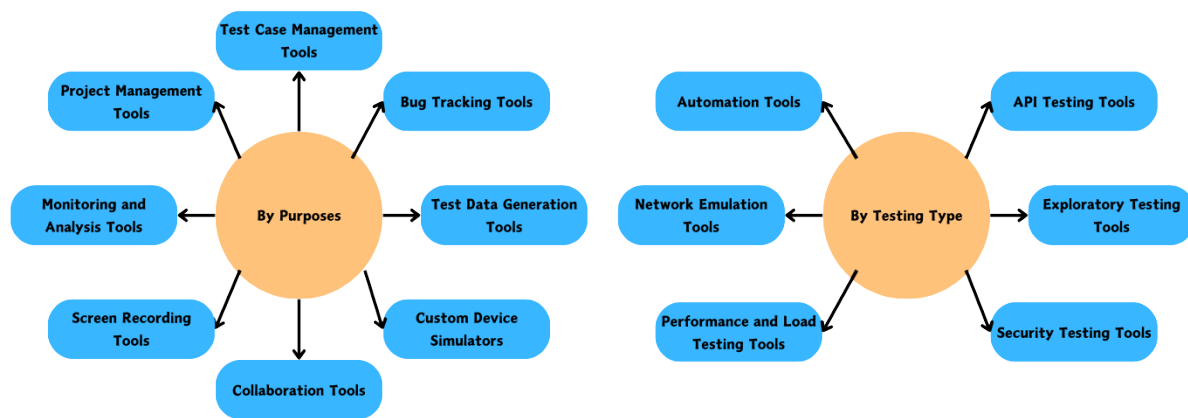 Test Case Management
Tools
Project Management
Tools
Bug Tracking Tools
Monitoring and
Analysis Tools
By Purposes
Test Data Generation
Tools
Screen Recording
Tools
Custom Device
Simulators
Collaboration Tools
Automation Tools
API Testing Tools
Network Emulation
Tools
By Testing Type
Exploratory Testing
Tools
Performance and Load
Testing Tools
Security Testing Tools